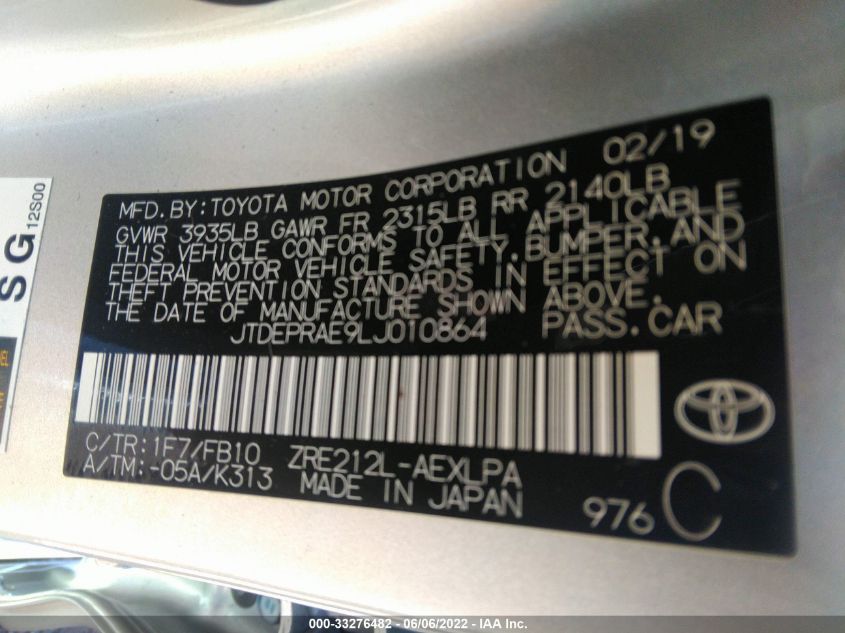 MFD.BY:TOYOTA MOTOR CORPORATION 02/19
GVWR 3935LB GAWR FR 2315LB RR 2140LB
THIS VEHICLE CONFORMS TO ALL APPLICABLE
FEDERAL MOTOR VEHICLE SAFETY,BUMPER,AND
THEFT PREVENTION STANDARDS IN EFFECT ON
THE DATE OF MANUFACTURE SHOWN ABOVE.
JTDEPRAE9LJ010864 PASS.CAR
C/TR:1F7/FB10 ZRE212L-AEXLPA
A/TM:-05A/K313 MADE IN JAPAN
976 C
SG
12S00
000-33276482 - 06/06/2022 - IAA Inc.